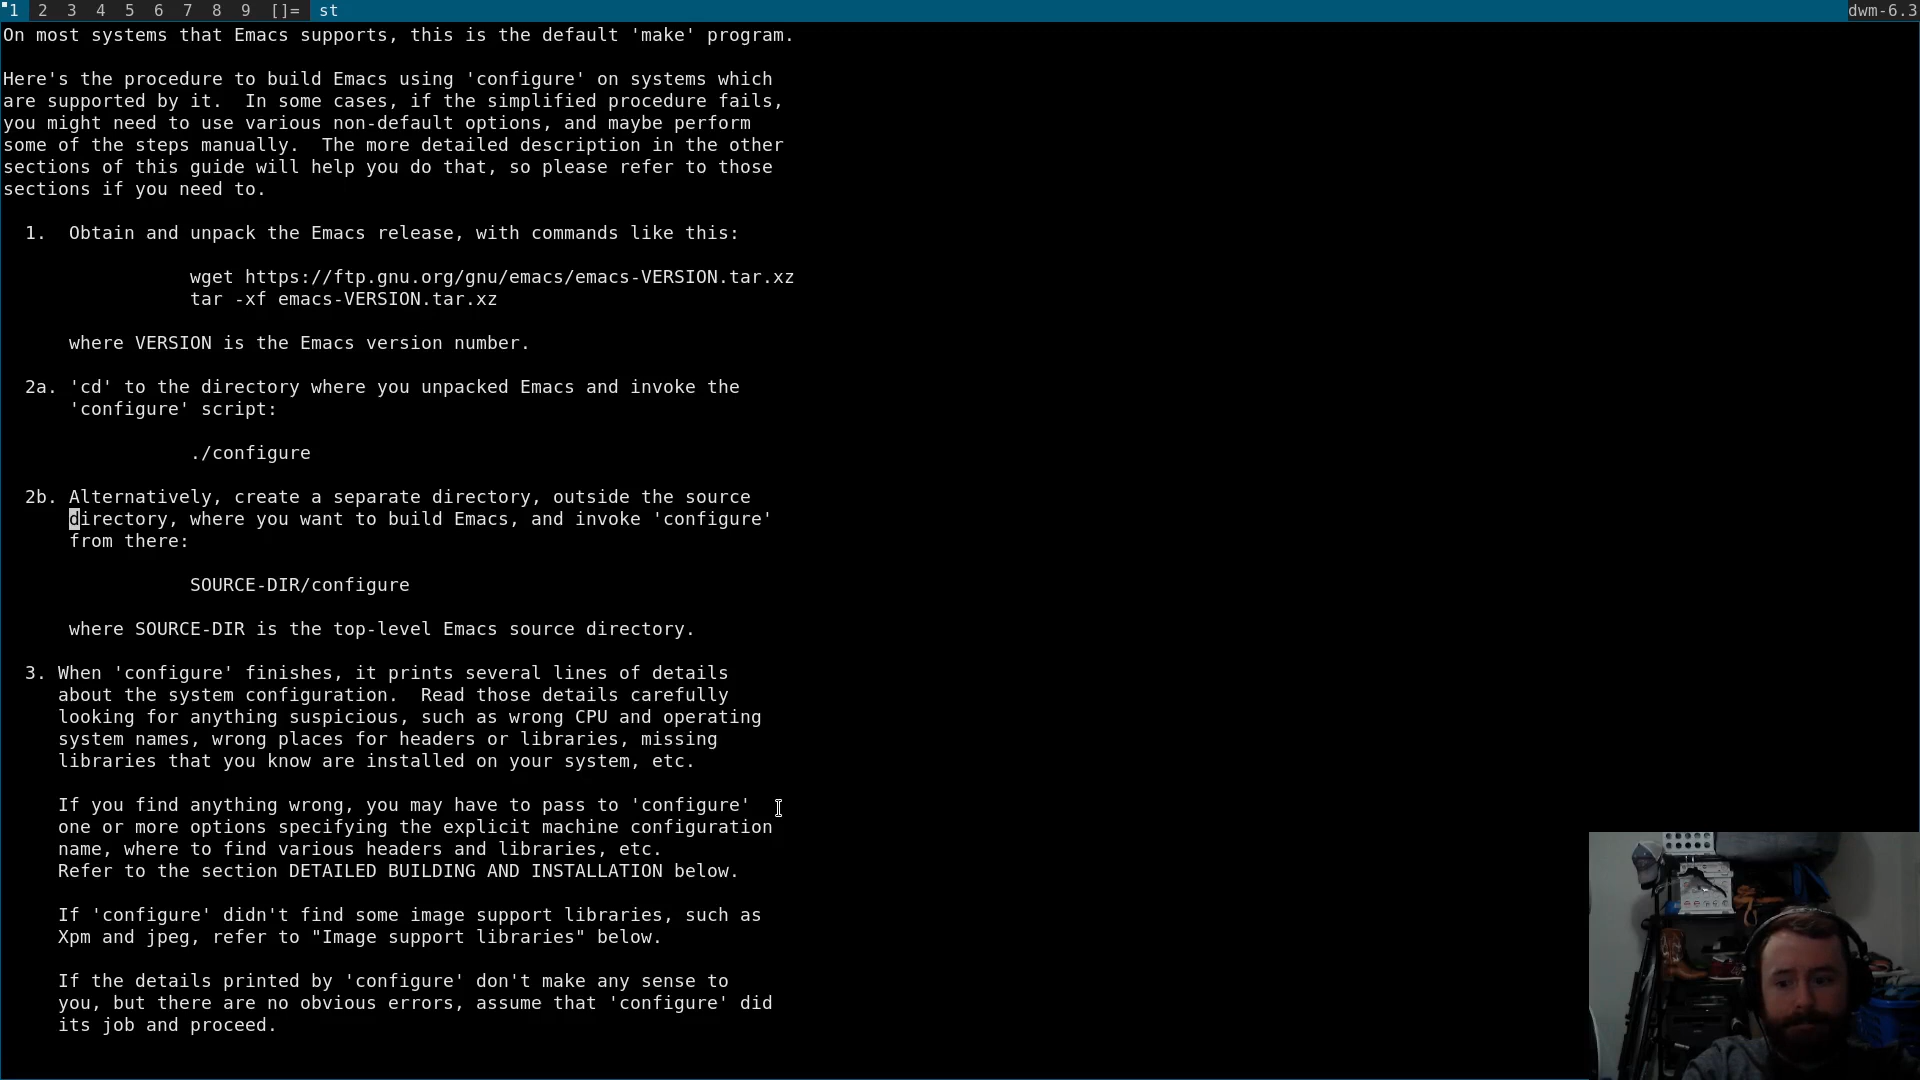 1 2 3 4 5 6 7 8 9 []= st dwm-6.3
On most systems that Emacs supports, this is the default 'make' program.
Here's the procedure to build Emacs using 'configure' on systems which
are supported by it.  In some cases, if the simplified procedure fails,
you might need to use various non-default options, and maybe perform
some of the steps manually.  The more detailed description in the other
sections of this guide will help you do that, so please refer to those
sections if you need to.
1.  Obtain and unpack the Emacs release, with commands like this:
wget https://ftp.gnu.org/gnu/emacs/emacs-VERSION.tar.xz
tar -xf emacs-VERSION.tar.xz
where VERSION is the Emacs version number.
2a. 'cd' to the directory where you unpacked Emacs and invoke the
'configure' script:
./configure
2b. Alternatively, create a separate directory, outside the source
directory, where you want to build Emacs, and invoke 'configure'
from there:
SOURCE-DIR/configure
where SOURCE-DIR is the top-level Emacs source directory.
3. When 'configure' finishes, it prints several lines of details
about the system configuration.  Read those details carefully
looking for anything suspicious, such as wrong CPU and operating
system names, wrong places for headers or libraries, missing
libraries that you know are installed on your system, etc.
If you find anything wrong, you may have to pass to 'configure'
one or more options specifying the explicit machine configuration
name, where to find various headers and libraries, etc.
Refer to the section DETAILED BUILDING AND INSTALLATION below.
If 'configure' didn't find some image support libraries, such as
Xpm and jpeg, refer to "Image support libraries" below.
If the details printed by 'configure' don't make any sense to
you, but there are no obvious errors, assume that 'configure' did
its job and proceed.